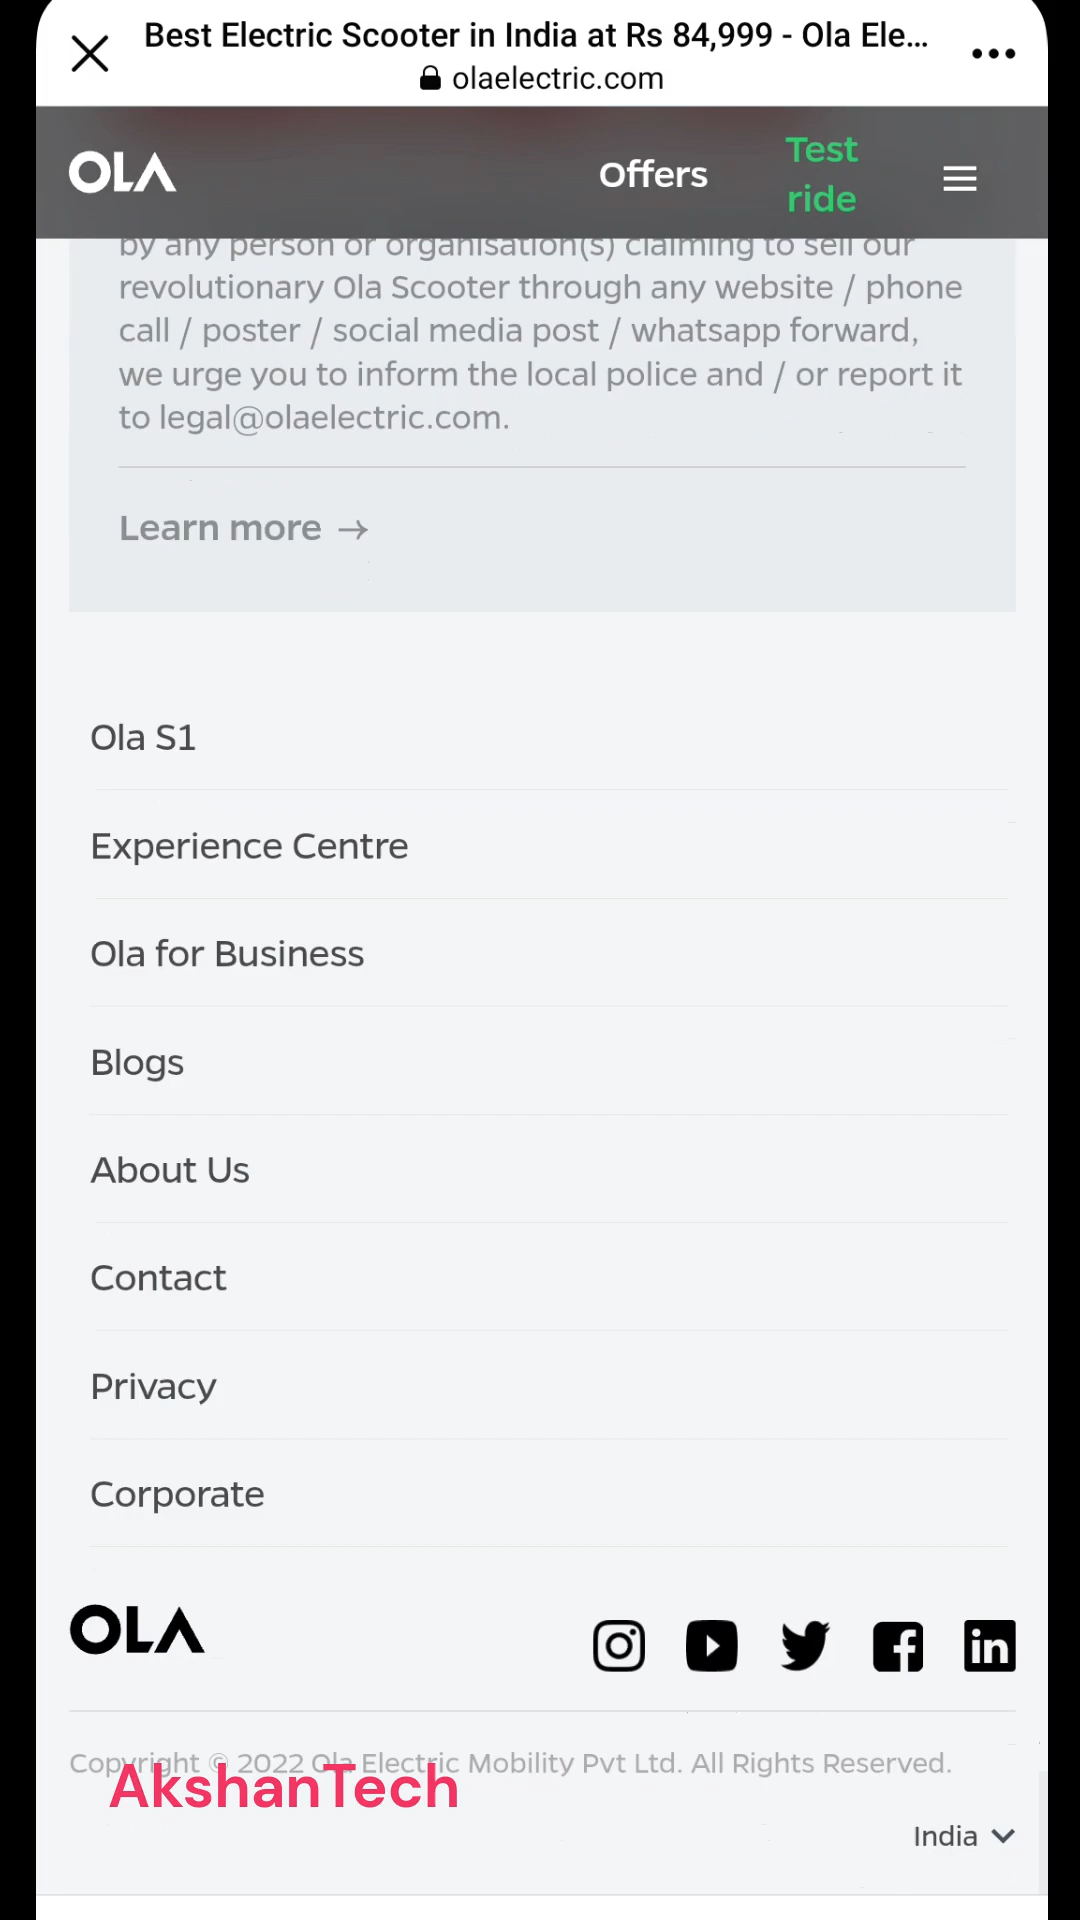 Best Electric Scooter in India at Rs 84,999 - Ola Ele...
olaelectric.com
OLA
Offers
Test
ride
by any person or organisation(s) claiming to sell our
revolutionary Ola Scooter through any website / phone
call / poster / social media post / whatsapp forward,
we urge you to inform the local police and / or report it
to legal@olaelectric.com.
Learn more →
Ola S1
Experience Centre
Ola for Business
Blogs
About Us
Contact
Privacy
Corporate
OLA
in
Copyright © 2022 Ola Electric Mobility Pvt Ltd. All Rights Reserved.
AkshanTech
India